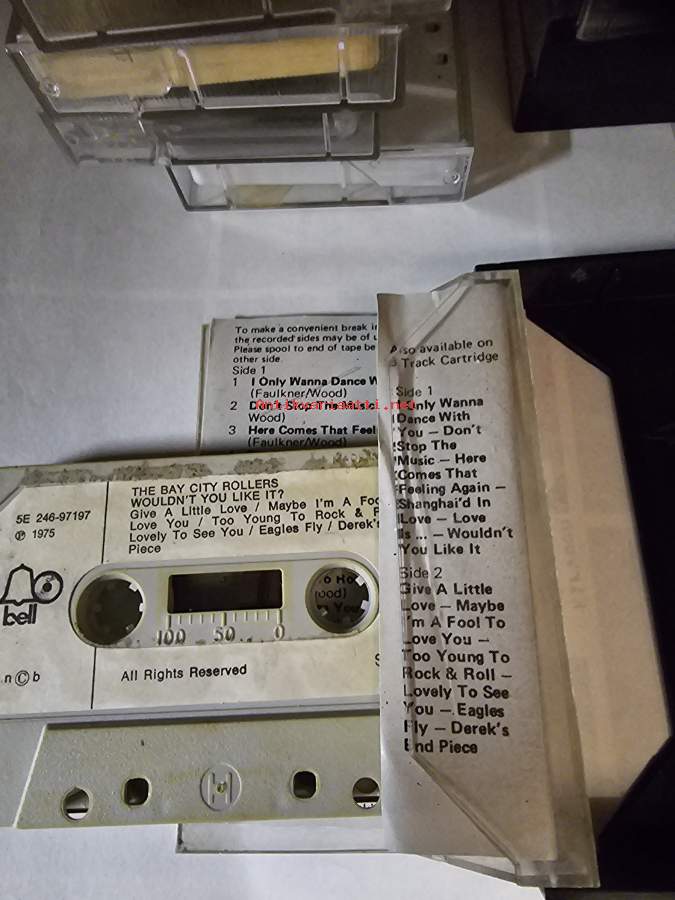 To make a convenient break in
the recorded sides may be of u
Please spool to end of tape be
other side.
Side 1
1 I Only Wanna Dance W
(Faulkner/Wood)
2 Don't Stop The Music
Wood)
3 Here Comes That Feel
(Faulkner/Wood)
Antikvariaatti.net
Also available on
8 Track Cartridge
Side 1
I Only Wanna
Dance With
You – Don't
Stop The
Music – Here
Comes That
Feeling Again –
Shanghai'd In
Love – Love
Is ... – Wouldn't
You Like It
Side 2
Give A Little
Love – Maybe
I'm A Fool To
Love You –
Too Young To
Rock & Roll –
Lovely To See
You – Eagles
Fly – Derek's
End Piece
THE BAY CITY ROLLERS
WOULDN'T YOU LIKE IT?
Give A Little Love / Maybe I'm A Foo
Love You / Too Young To Rock & R
Lovely To See You / Eagles Fly / Derek's
Piece
5E 246-97197
℗ 1975
bell
100 50 0
n © b
All Rights Reserved
S